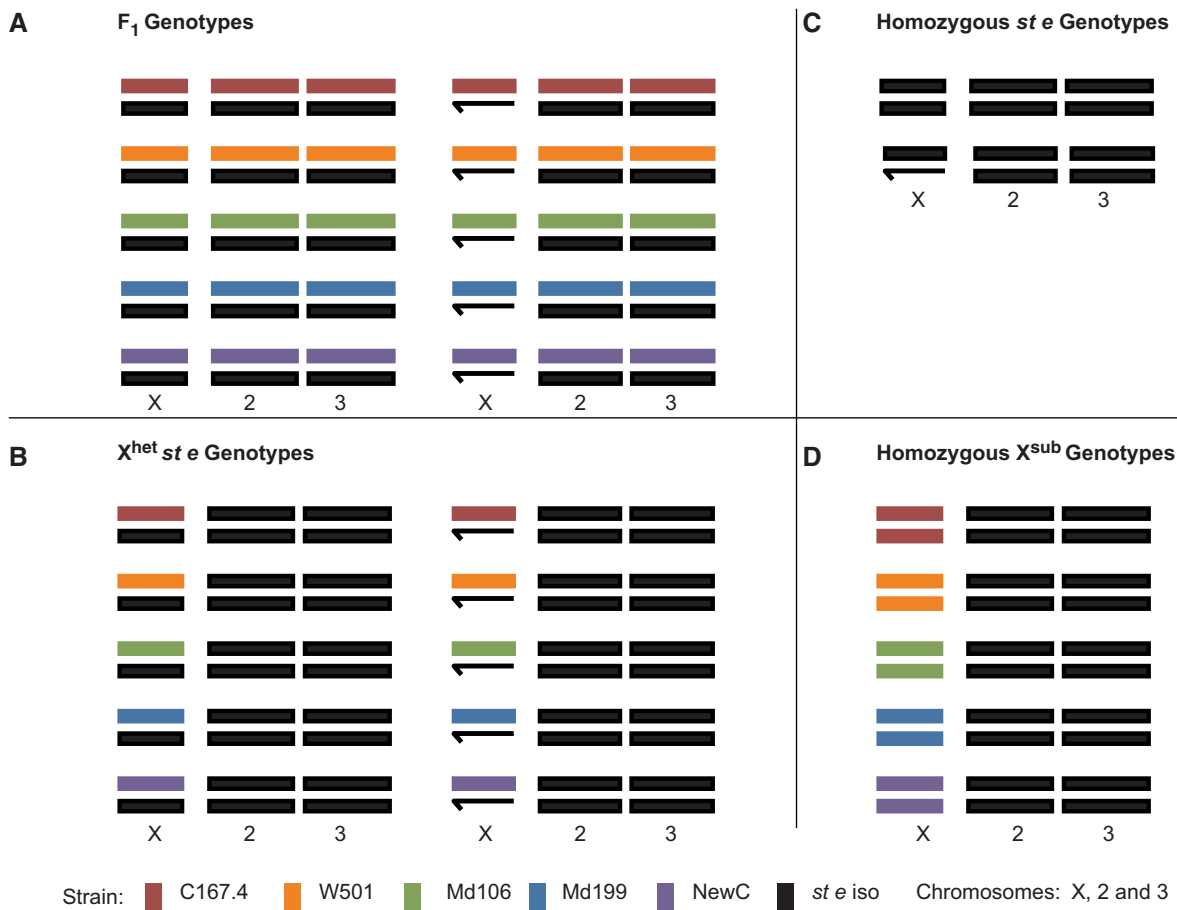 A
F1 Genotypes
X 2 3 X 2 3
C
Homozygous st e Genotypes
X 2 3
B
Xhet st e Genotypes
X 2 3 X 2 3
D
Homozygous Xsub Genotypes
X 2 3
Strain: C167.4 W501 Md106 Md199 NewC st e iso Chromosomes: X, 2 and 3